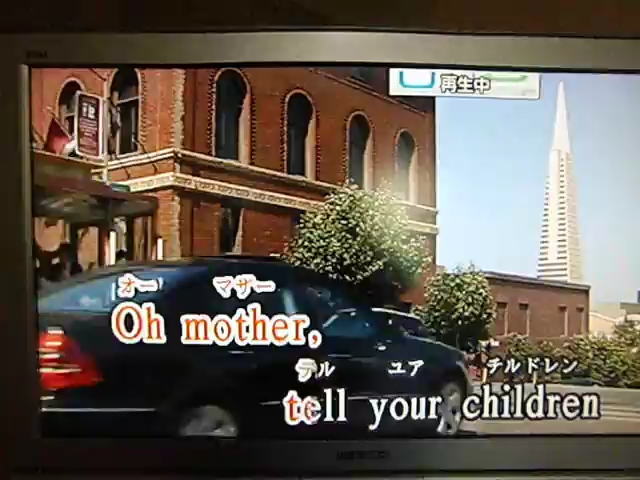 再生中
オー マザー
Oh mother,
テル ユア チルドレン
tell your children